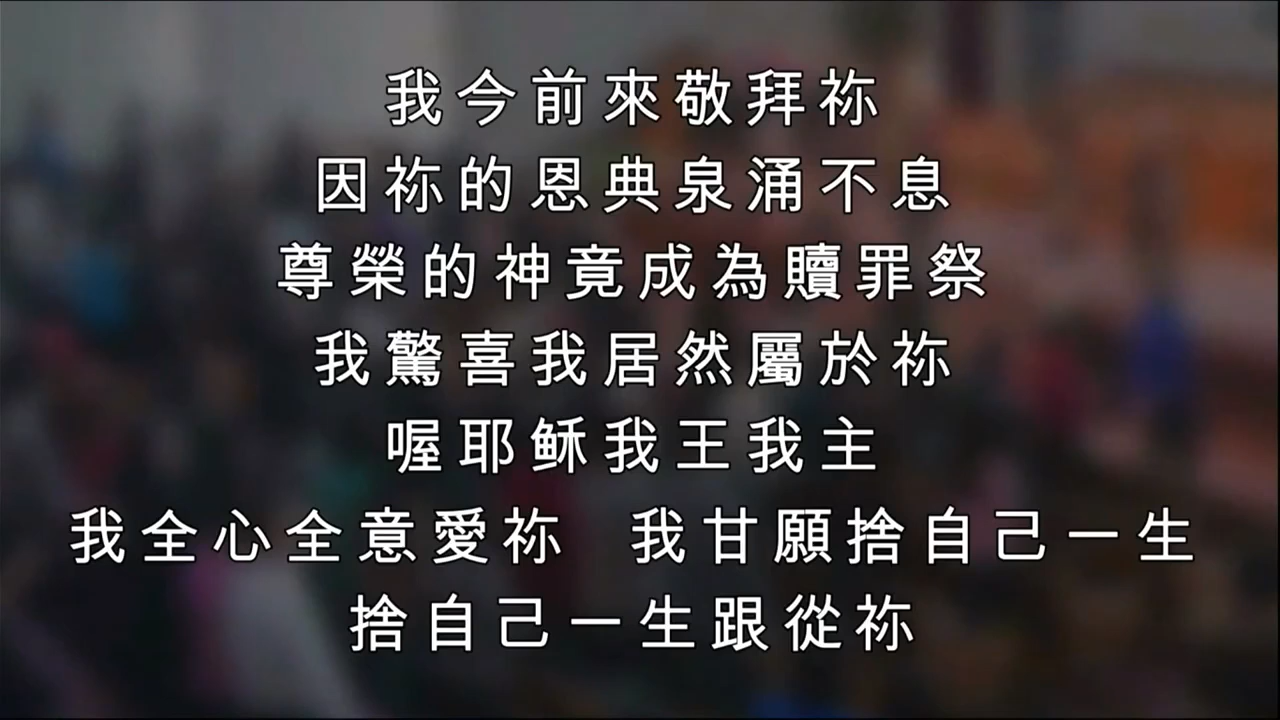 我今前來敬拜祢
因祢的恩典泉涌不息
尊榮的神竟成為贖罪祭
我驚喜我居然屬於祢
喔耶穌我王我主
我全心全意愛祢 我甘願捨自己一生
捨自己一生跟從祢